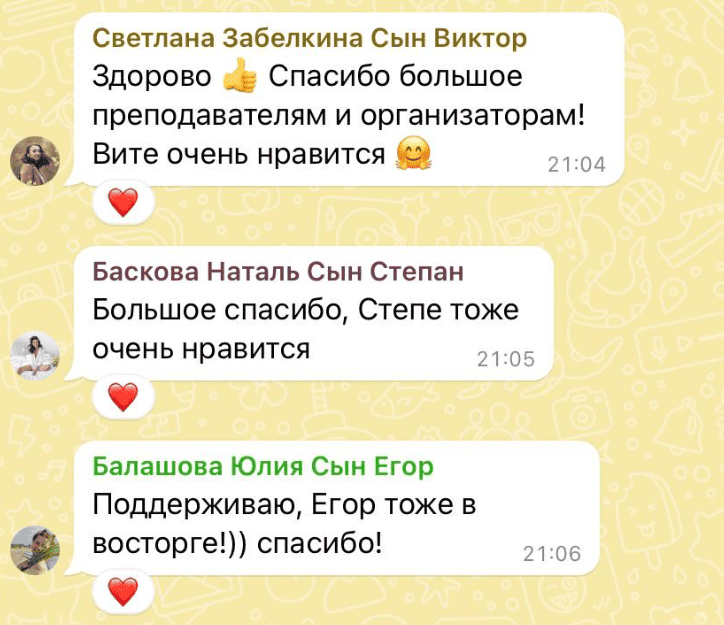 Светлана Забелкина Сын Виктор
Здорово 👍 Спасибо большое
преподавателям и организаторам!
Вите очень нравится 🤗
21:04
Баскова Наталь Сын Степан
Большое спасибо, Степе тоже
очень нравится
21:05
Балашова Юлия Сын Егор
Поддерживаю, Егор тоже в
восторге!)) спасибо!
21:06